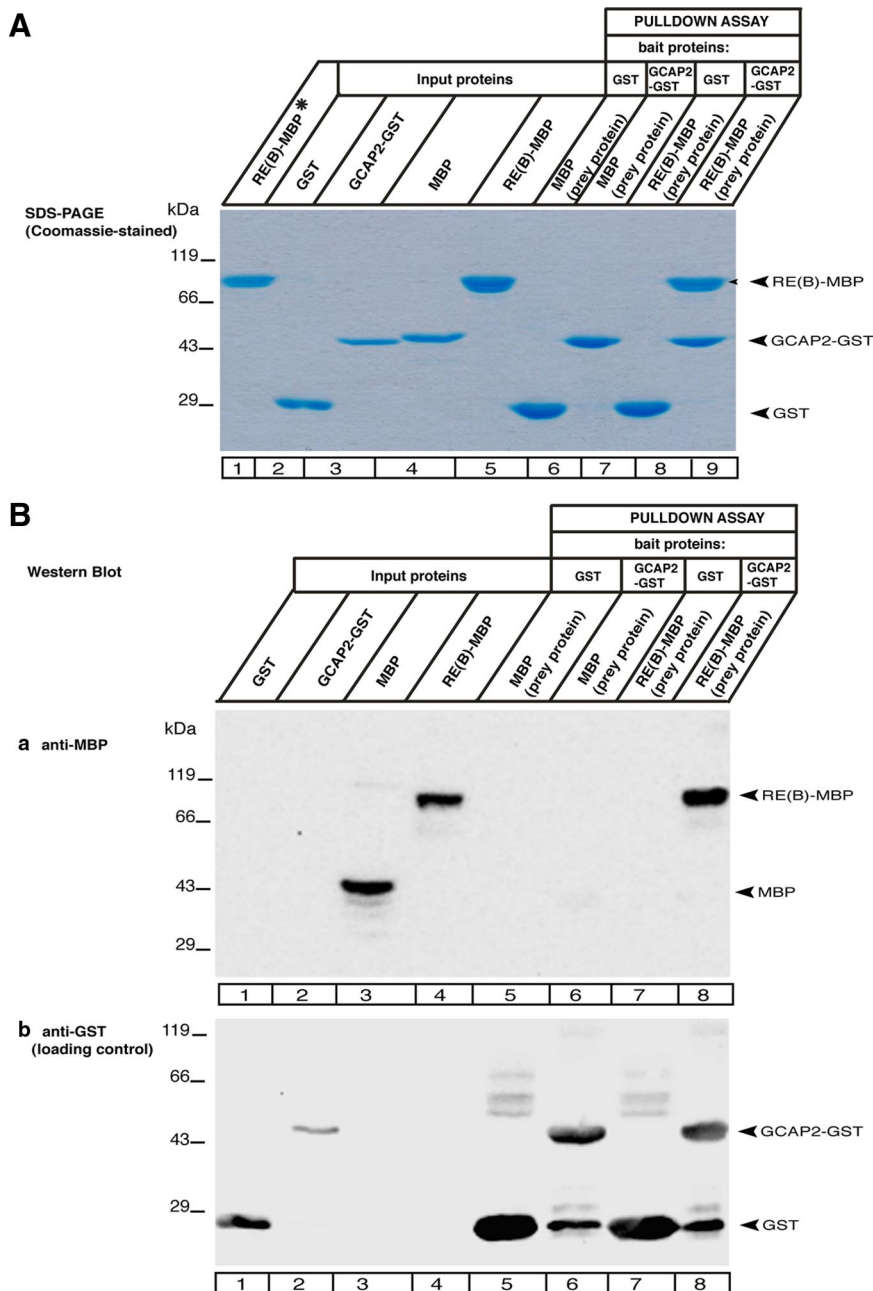 A
PULLDOWN ASSAY
bait proteins:
Input proteins
GST
GCAP2
-GST
GST
GCAP2
-GST
RE(B)-MBP*
GST
GCAP2-GST
MBP
RE(B)-MBP
MBP
(prey protein)
MBP
(prey protein)
RE(B)-MBP
(prey protein)
RE(B)-MBP
(prey protein)
SDS-PAGE
(Coomassie-stained)
kDa
119
66
43
29
RE(B)-MBP
GCAP2-GST
GST
1 2 3 4 5 6 7 8 9
B
PULLDOWN ASSAY
bait proteins:
Western Blot
Input proteins
GST
GCAP2
-GST
GST
GCAP2
-GST
GST
GCAP2-GST
MBP
RE(B)-MBP
MBP
(prey protein)
MBP
(prey protein)
RE(B)-MBP
(prey protein)
RE(B)-MBP
(prey protein)
a anti-MBP
kDa
119
66
43
29
RE(B)-MBP
MBP
1 2 3 4 5 6 7 8
b anti-GST
(loading control)
119
66
43
29
GCAP2-GST
GST
1 2 3 4 5 6 7 8